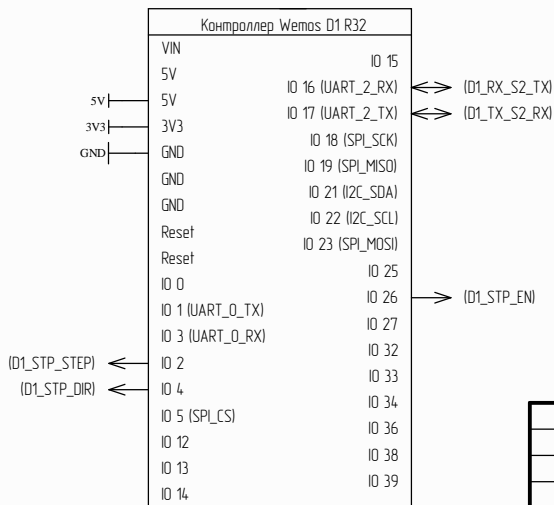 Контроллер Wemos D1 R32
VIN
5V
5V
5V
3V3
3V3
GND
GND
GND
GND
Reset
Reset
IO 0
IO 1 (UART_0_TX)
IO 3 (UART_0_RX)
(D1_STP_STEP)
IO 2
(D1_STP_DIR)
IO 4
IO 5 (SPI_CS)
IO 12
IO 13
IO 14
IO 15
IO 16 (UART_2_RX)
(D1_RX_S2_TX)
IO 17 (UART_2_TX)
(D1_TX_S2_RX)
IO 18 (SPI_SCK)
IO 19 (SPI_MISO)
IO 21 (I2C_SDA)
IO 22 (I2C_SCL)
IO 23 (SPI_MOSI)
IO 25
IO 26
(D1_STP_EN)
IO 27
IO 32
IO 33
IO 34
IO 36
IO 38
IO 39